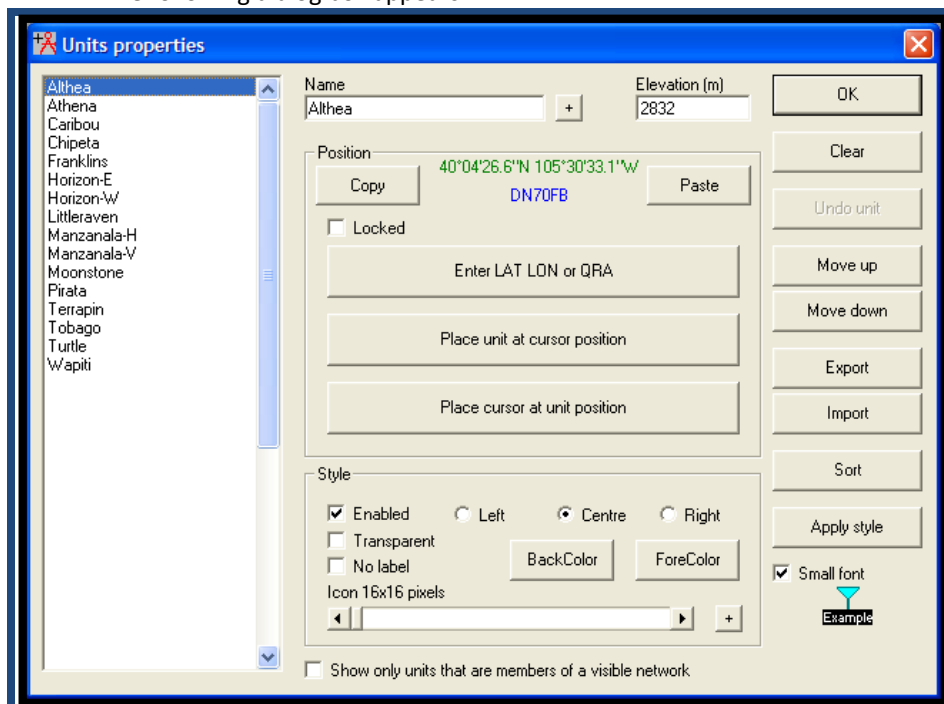 following dialog box appears
Units properties
Althea
Athena
Caribou
Chipeta
Franklins
Horizon-E
Horizon-W
Littleraven
Manzanala-H
Manzanala-V
Moonstone
Pirata
Terrapin
Tobago
Turtle
Wapiti
Name
Althea
+
Elevation (m)
2832
Position
Copy
40°04'26.6''N 105°30'33.1''W
DN70FB
Paste
Locked
Enter LAT LON or QRA
Place unit at cursor position
Place cursor at unit position
Style
Enabled
Left
Centre
Right
Transparent
No label
BackColor
ForeColor
Icon 16x16 pixels
+
Show only units that are members of a visible network
OK
Clear
Undo unit
Move up
Move down
Export
Import
Sort
Apply style
Small font
Example